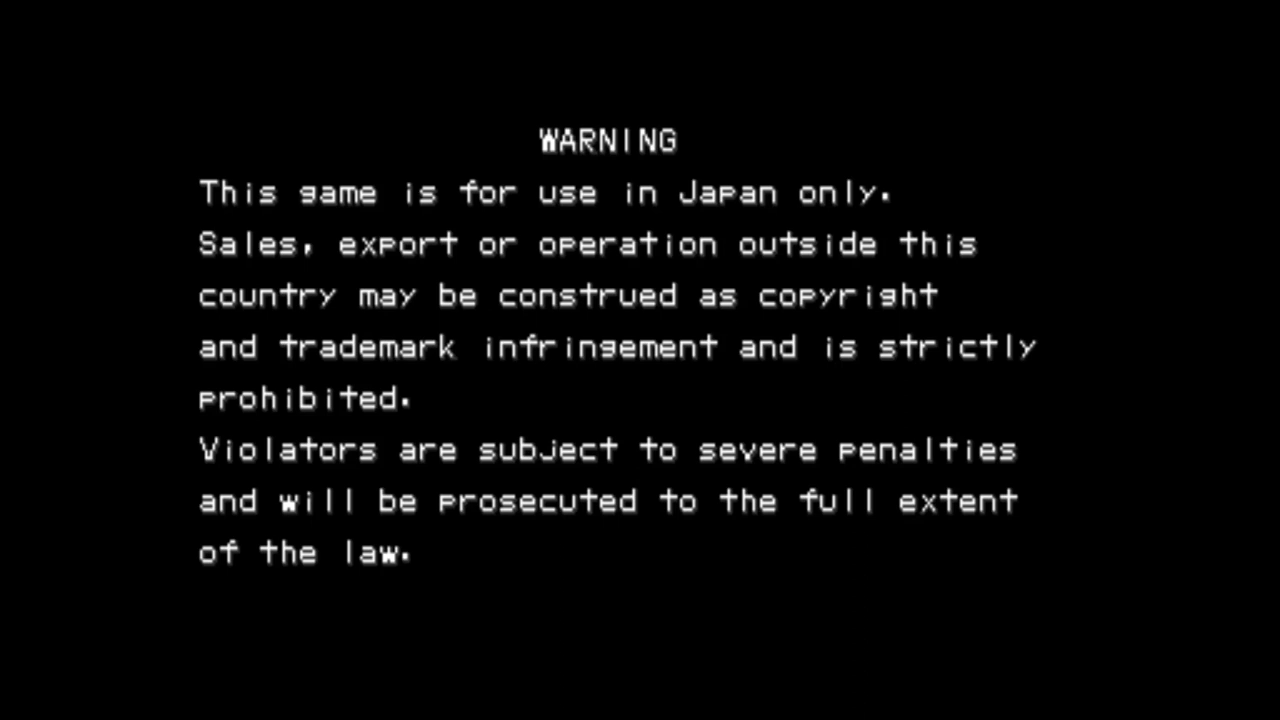 WARNING
This game is for use in Japan only.
Sales, export or operation outside this
country may be construed as copyright
and trademark infringement and is strictly
prohibited.
Violators are subject to severe penalties
and will be prosecuted to the full extent
of the law.